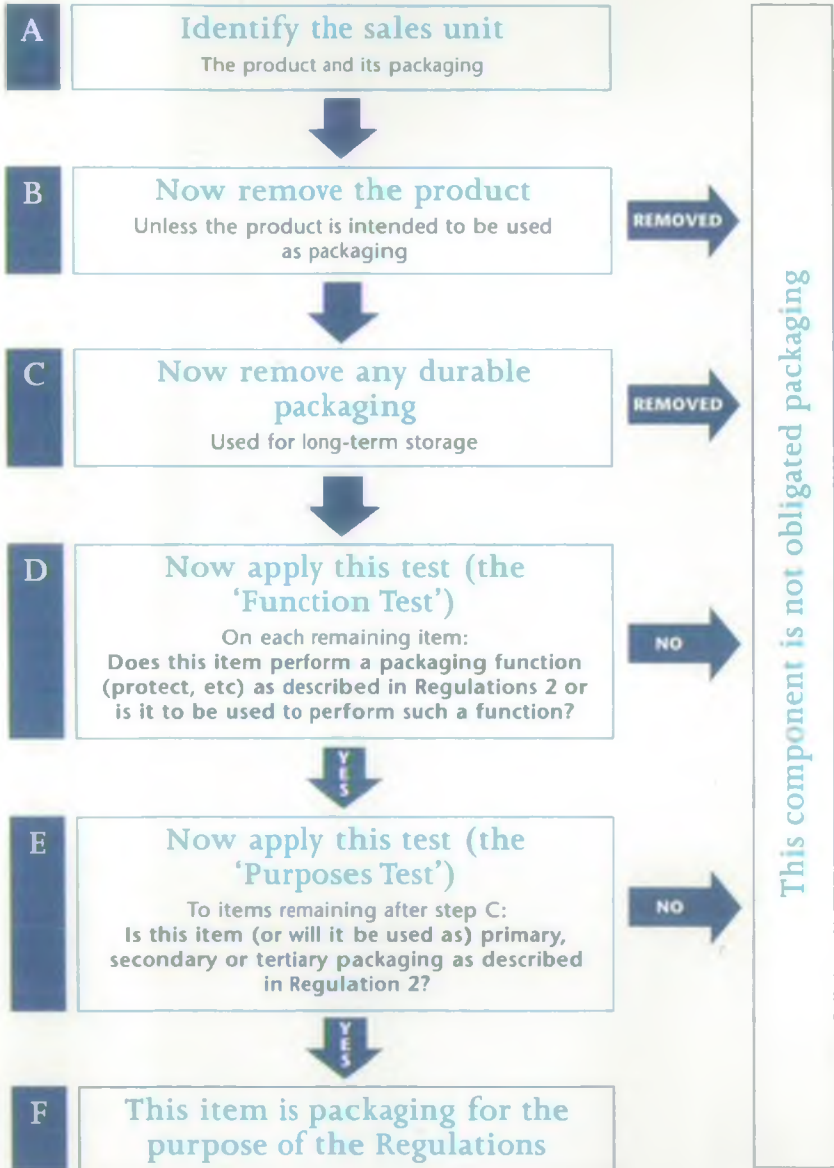 A
Identify the sales unit
The product and its packaging
B
Now remove the product
Unless the product is intended to be used
as packaging
REMOVED
C
Now remove any durable
packaging
Used for long-term storage
REMOVED
D
Now apply this test (the
‘Function Test’)
On each remaining item:
Does this item perform a packaging function
(protect, etc) as described in Regulations 2 or
is it to be used to perform such a function?
NO
YES
E
Now apply this test (the
‘Purposes Test’)
To items remaining after step C:
Is this item (or will it be used as) primary,
secondary or tertiary packaging as described
in Regulation 2?
NO
YES
F
This item is packaging for the
purpose of the Regulations
This component is not obligated packaging